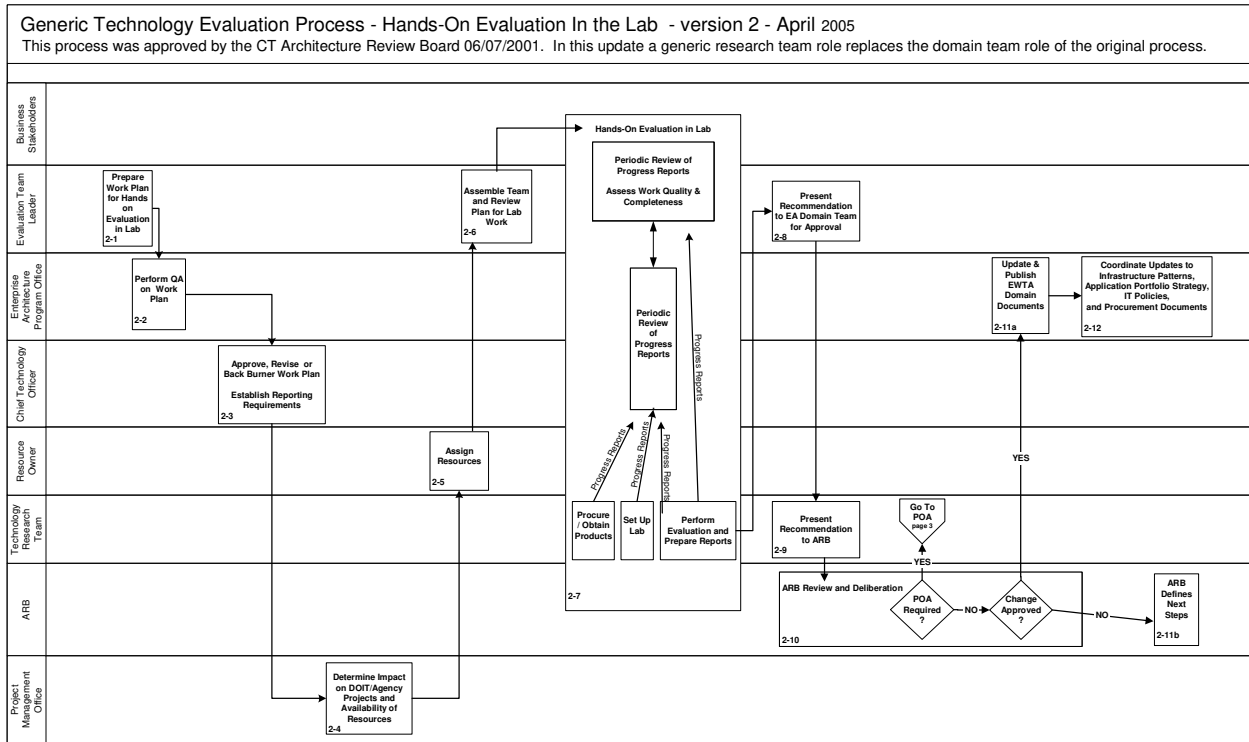 Generic Technology Evaluation Process - Hands-On Evaluation In the Lab - version 2 - April 2005
This process was approved by the CT Architecture Review Board 06/07/2001. In this update a generic research team role replaces the domain team role of the original process.
Business
Stakeholders
Hands-On Evaluation in Lab
Periodic Review of
Progress Reports
Assess Work Quality &
Completeness
Evaluation Team
Leader
Prepare
Work Plan
for Hands
on
Evaluation
in Lab
2-1
Assemble Team
and Review
Plan for Lab
Work
2-6
Present
Recommendation
to EA Domain Team
for Approval
2-8
Enterprise
Architecture
Program Office
Perform QA
on Work
Plan
2-2
Periodic
Review
of
Progress
Reports
Progress Reports
Update &
Publish
EWTA
Domain
Documents
2-11a
Coordinate Updates to
Infrastructure Patterns,
Application Portfolio Strategy,
IT Policies,
and Procurement Documents
2-12
Chief Technology
Officer
Approve, Revise or
Back Burner Work Plan
Establish Reporting
Requirements
2-3
Resource
Owner
Assign
Resources
2-5
Progress Reports
Progress Reports
Progress Reports
YES
Technology
Research
Team
Procure
/ Obtain
Products
Set Up
Lab
Perform
Evaluation and
Prepare Reports
Present
Recommendation
to ARB
2-9
Go To
POA
page 3
YES
ARB
2-7
ARB Review and Deliberation
POA
Required
?
NO
Change
Approved
?
NO
2-10
ARB
Defines
Next
Steps
2-11b
Project
Management
Office
Determine Impact
on DOIT/Agency
Projects and
Availability of
Resources
2-4